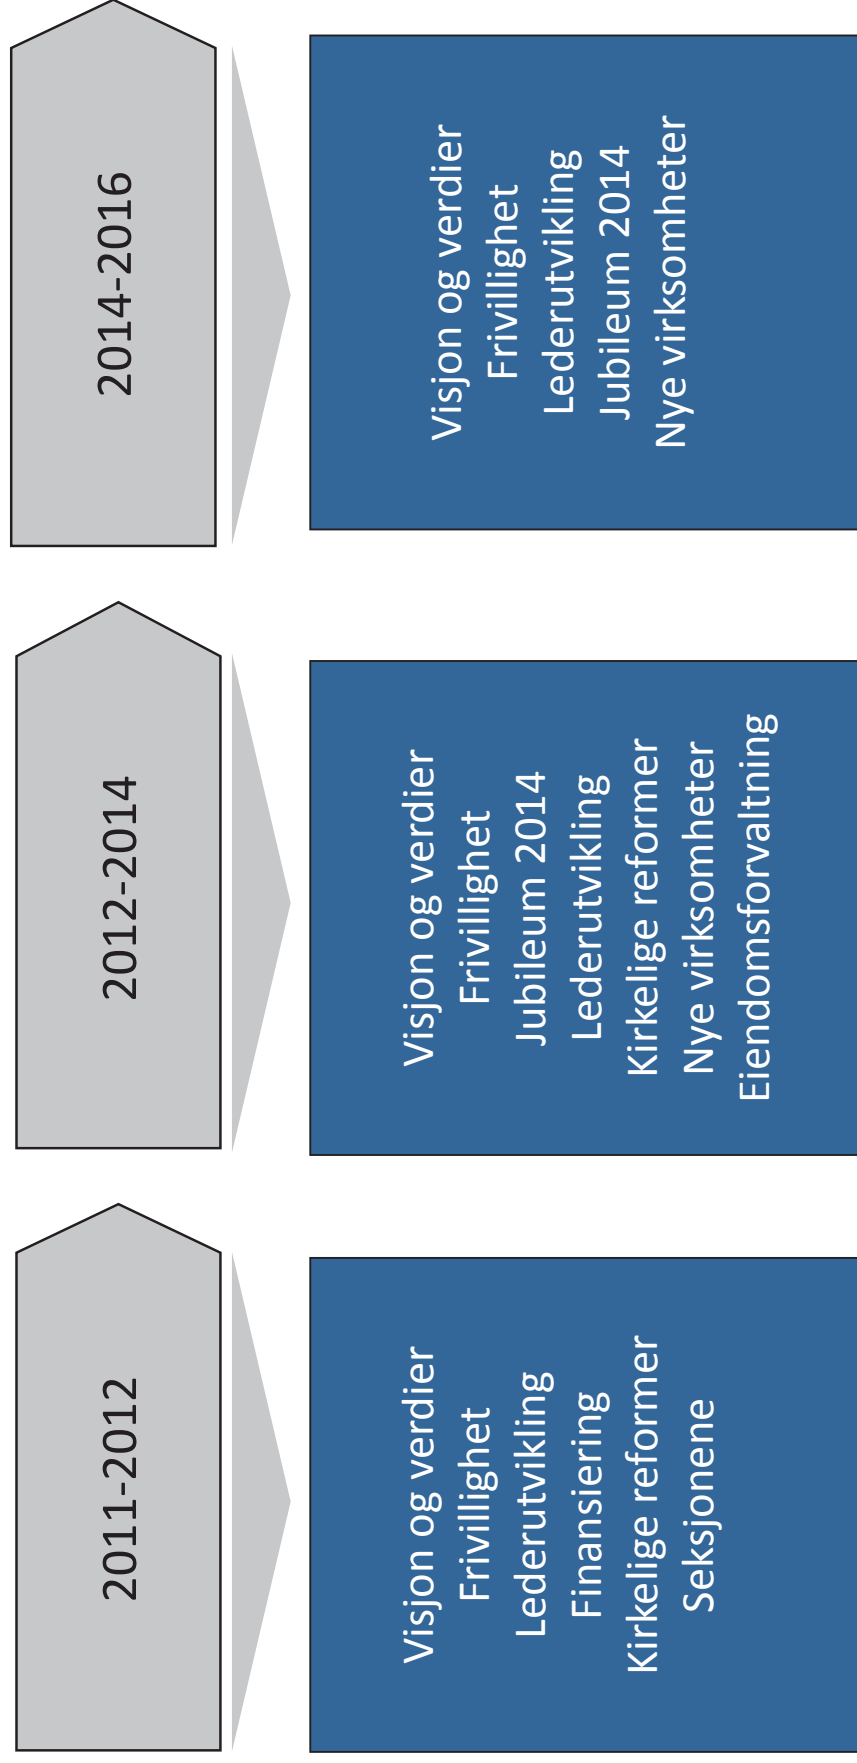 2011-2012
Visjon og verdier
Frivillighet
Lederutvikling
Finansiering
Kirkelige reformer
Seksjonene
2012-2014
Visjon og verdier
Frivillighet
Jubileum 2014
Lederutvikling
Kirkelige reformer
Nye virksomheter
Eiendomsforvaltning
2014-2016
Visjon og verdier
Frivillighet
Lederutvikling
Jubileum 2014
Nye virksomheter